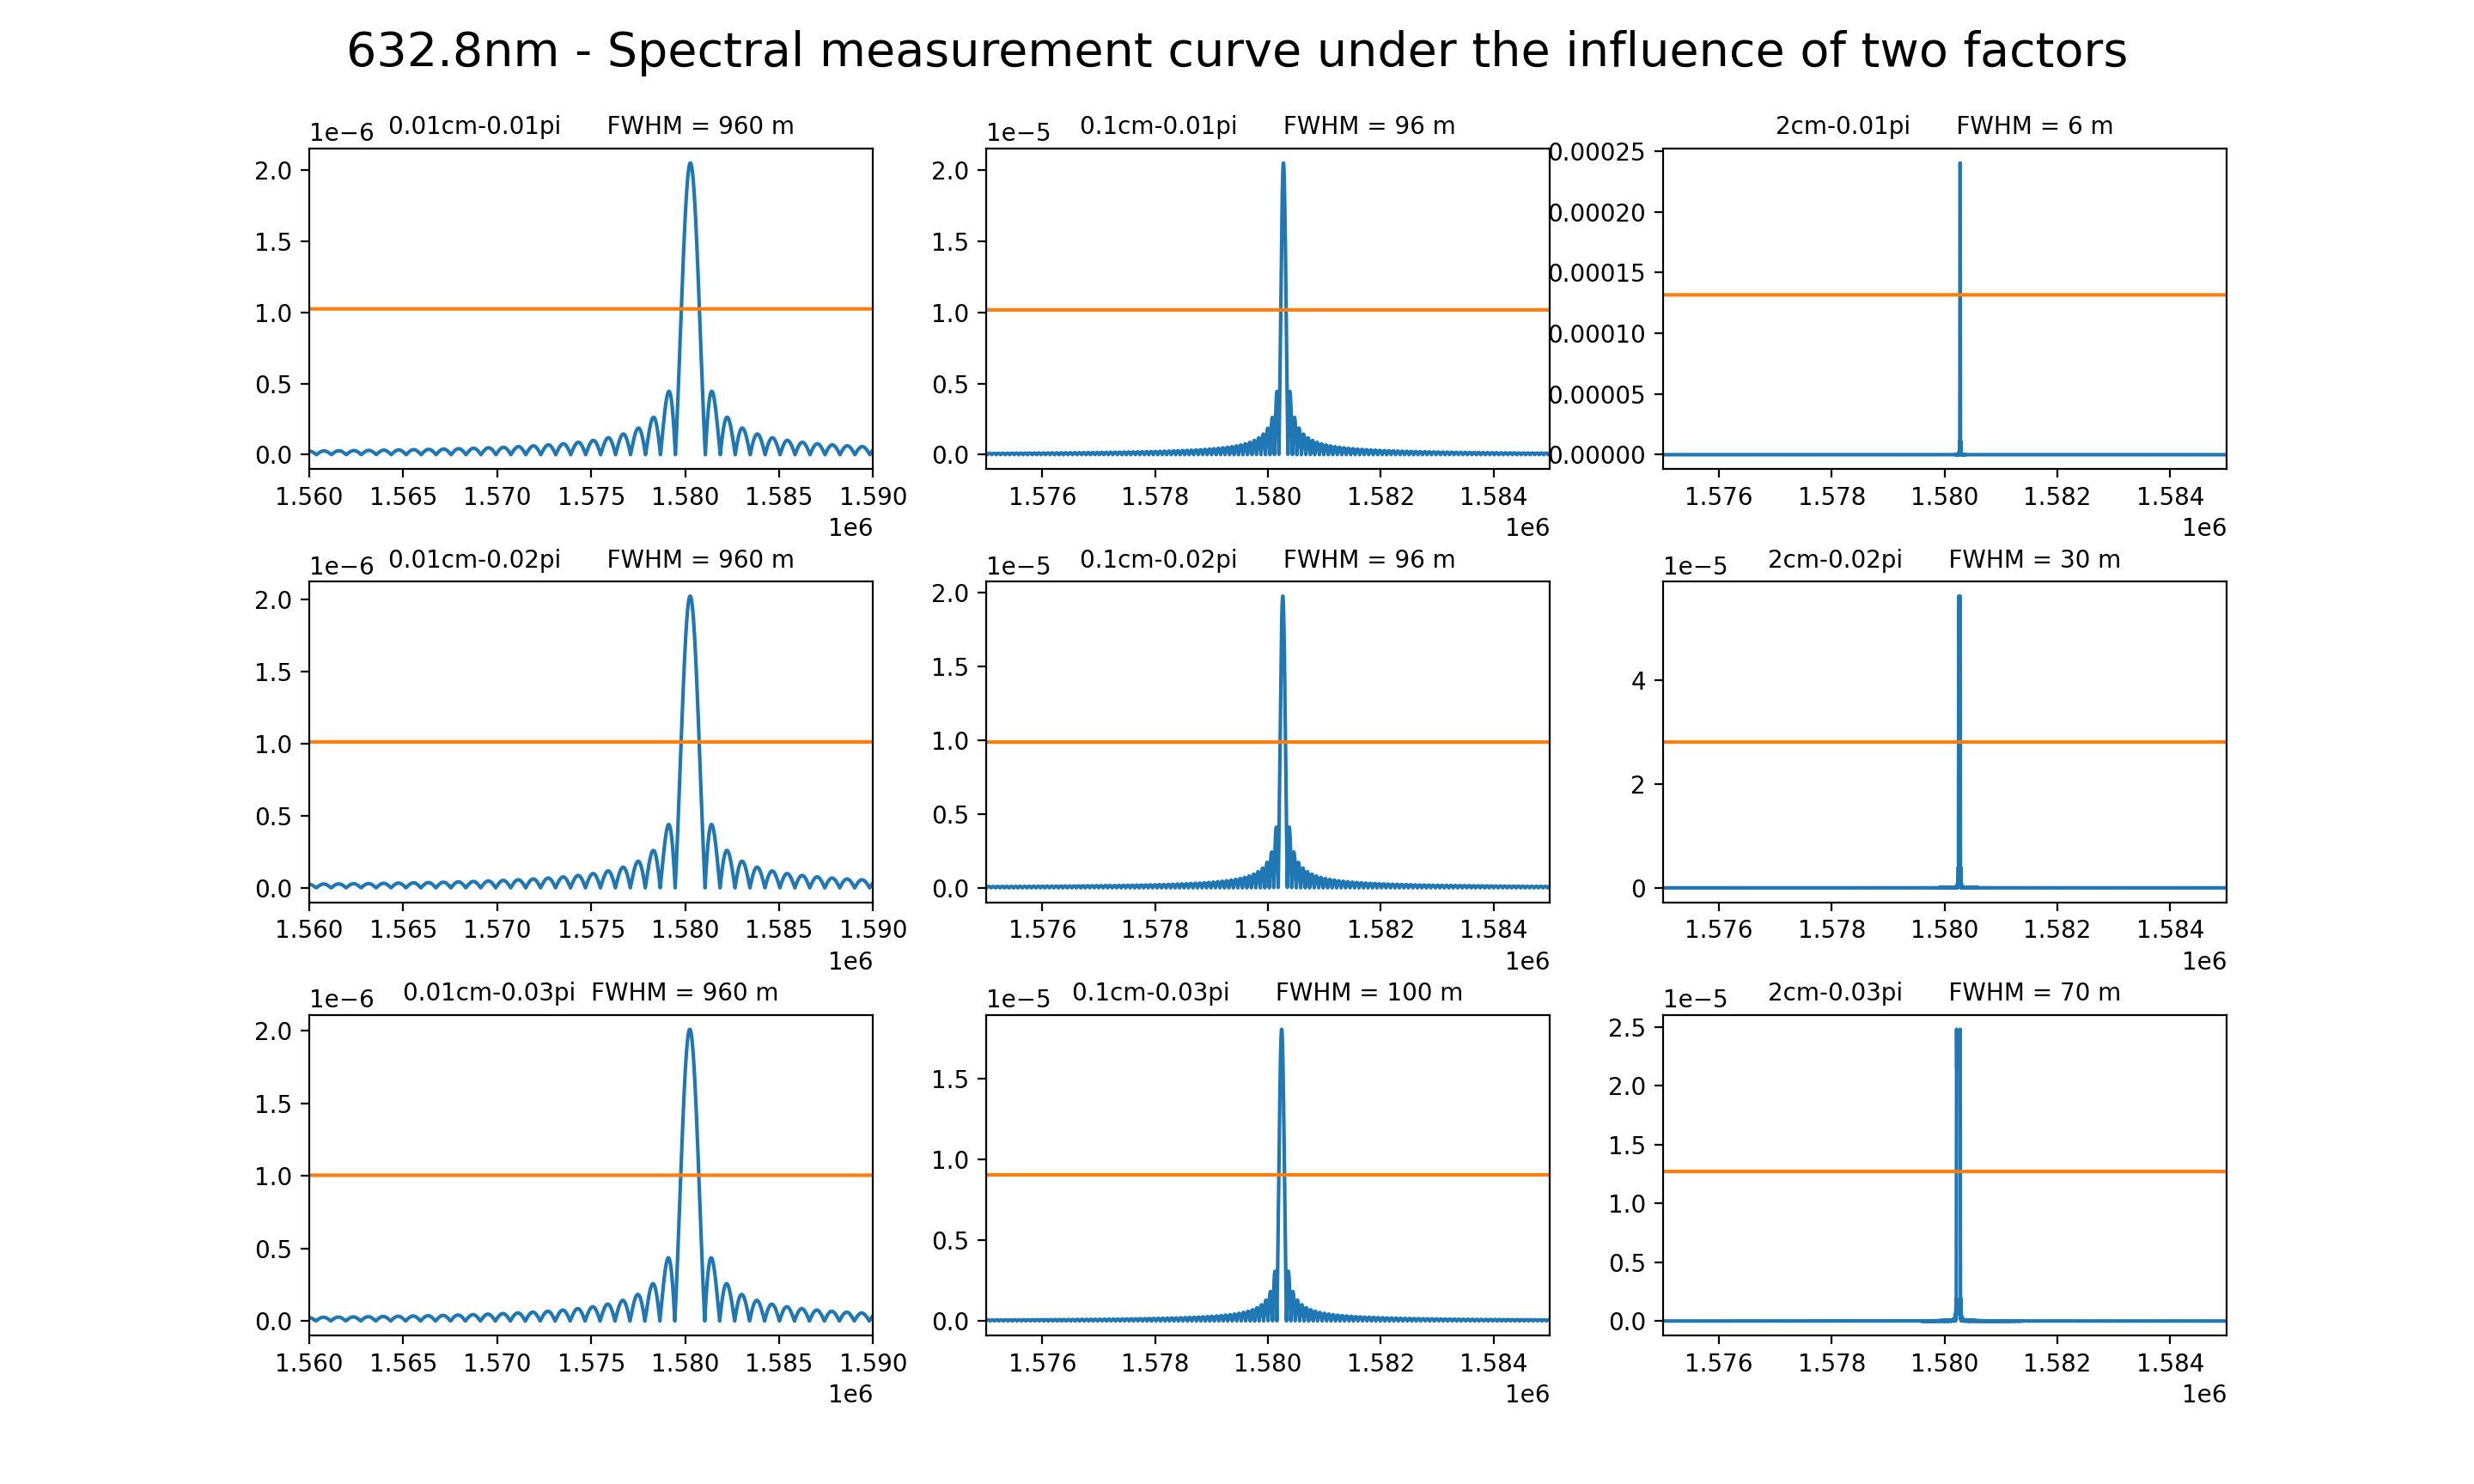 632.8nm - Spectral measurement curve under the influence of two factors
1e−6 0.01cm-0.01pi FWHM = 960 m
2.0
1.5
1.0
0.5
0.0
1.560 1.565 1.570 1.575 1.580 1.585 1.590
1e6
1e−5 0.1cm-0.01pi FWHM = 96 m
2.0
1.5
1.0
0.5
0.0
1.576 1.578 1.580 1.582 1.584
1e6
2cm-0.01pi FWHM = 6 m
0.00025
0.00020
0.00015
0.00010
0.00005
0.00000
1.576 1.578 1.580 1.582 1.584
1e6
1e−6 0.01cm-0.02pi FWHM = 960 m
2.0
1.5
1.0
0.5
0.0
1.560 1.565 1.570 1.575 1.580 1.585 1.590
1e6
1e−5 0.1cm-0.02pi FWHM = 96 m
2.0
1.5
1.0
0.5
0.0
1.576 1.578 1.580 1.582 1.584
1e6
1e−5 2cm-0.02pi FWHM = 30 m
4
2
0
1.576 1.578 1.580 1.582 1.584
1e6
1e−6 0.01cm-0.03pi FWHM = 960 m
2.0
1.5
1.0
0.5
0.0
1.560 1.565 1.570 1.575 1.580 1.585 1.590
1e6
1e−5 0.1cm-0.03pi FWHM = 100 m
1.5
1.0
0.5
0.0
1.576 1.578 1.580 1.582 1.584
1e6
1e−5 2cm-0.03pi FWHM = 70 m
2.5
2.0
1.5
1.0
0.5
0.0
1.576 1.578 1.580 1.582 1.584
1e6